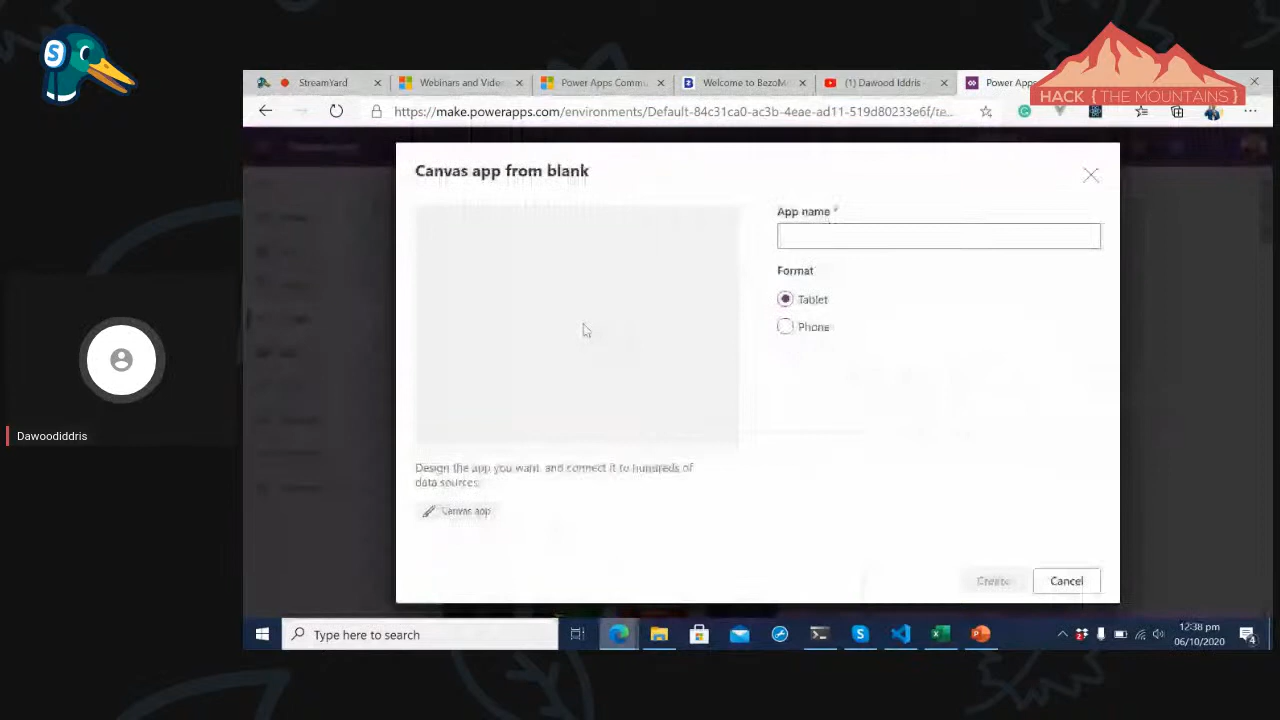 S
HACK { THE MOUNTAINS }
StreamYard
Webinars and Vide
Power Apps Commu
Welcome to BezoM
(1) Dawood Iddris
Power Apps
https://make.powerapps.com/environments/Default-84c31ca0-ac3b-4eae-ad11-519d80233e6f/te...
Canvas app from blank
App name *
Format
Tablet
Phone
Design the app you want, and connect it to hundreds of
data sources.
Canvas app
Create
Cancel
Dawoodiddris
Type here to search
12:38 pm
06/10/2020